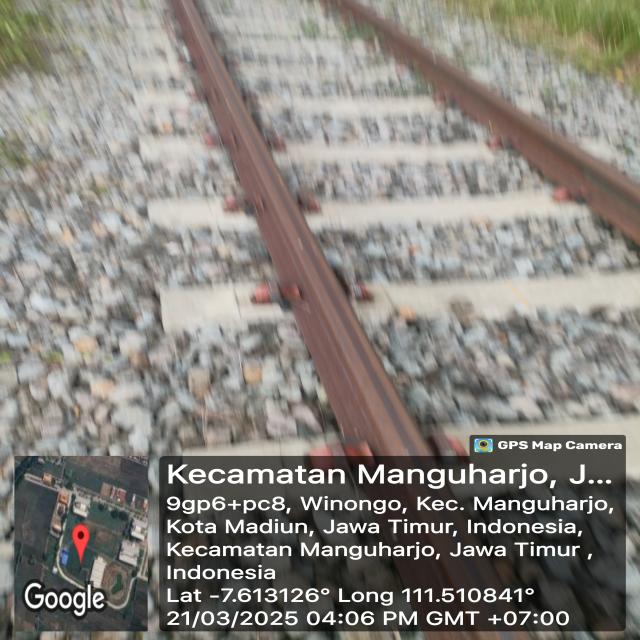 GPS Map Camera
Kecamatan Manguharjo, J...
9gp6+pc8, Winongo, Kec. Manguharjo,
Kota Madiun, Jawa Timur, Indonesia,
Kecamatan Manguharjo, Jawa Timur ,
Indonesia
Lat -7.613126° Long 111.510841°
21/03/2025 04:06 PM GMT +07:00
Google